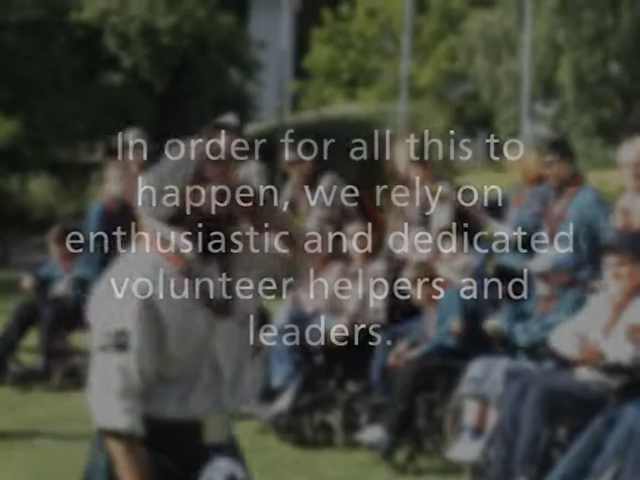 In order for all this to
happen, we rely on
enthusiastic and dedicated
volunteer helpers and
leaders.